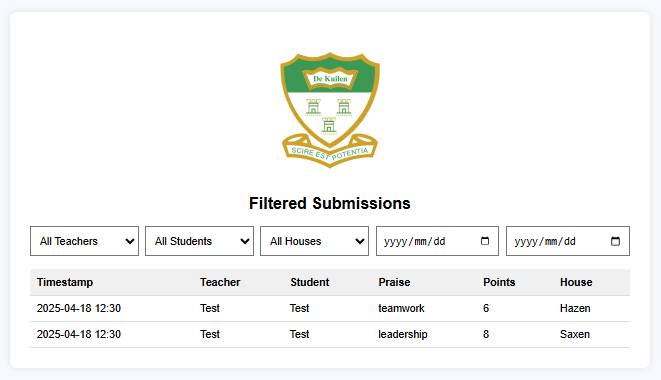 De Kuilen
SCIRE EST POTENTIA
Filtered Submissions
All Teachers All Students All Houses yyyy/mm/dd yyyy/mm/dd
Timestamp Teacher Student Praise Points House
2025-04-18 12:30 Test Test teamwork 6 Hazen
2025-04-18 12:30 Test Test leadership 8 Saxen